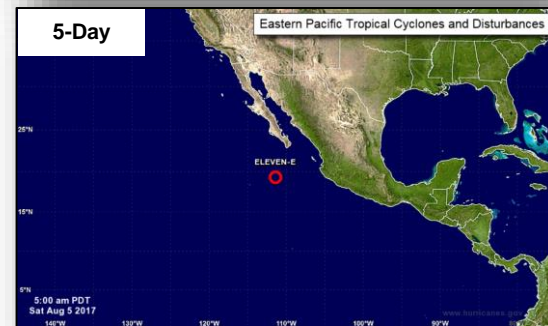 5-Day
Eastern Pacific Tropical Cyclones and Disturbances
25°N
ELEVEN-E
15°N
5°N
5:00 am PDT
Sat Aug 5 2017
www.hurricanes.gov
140°W 130°W 120°W 110°W 100°W 90°W 80°W